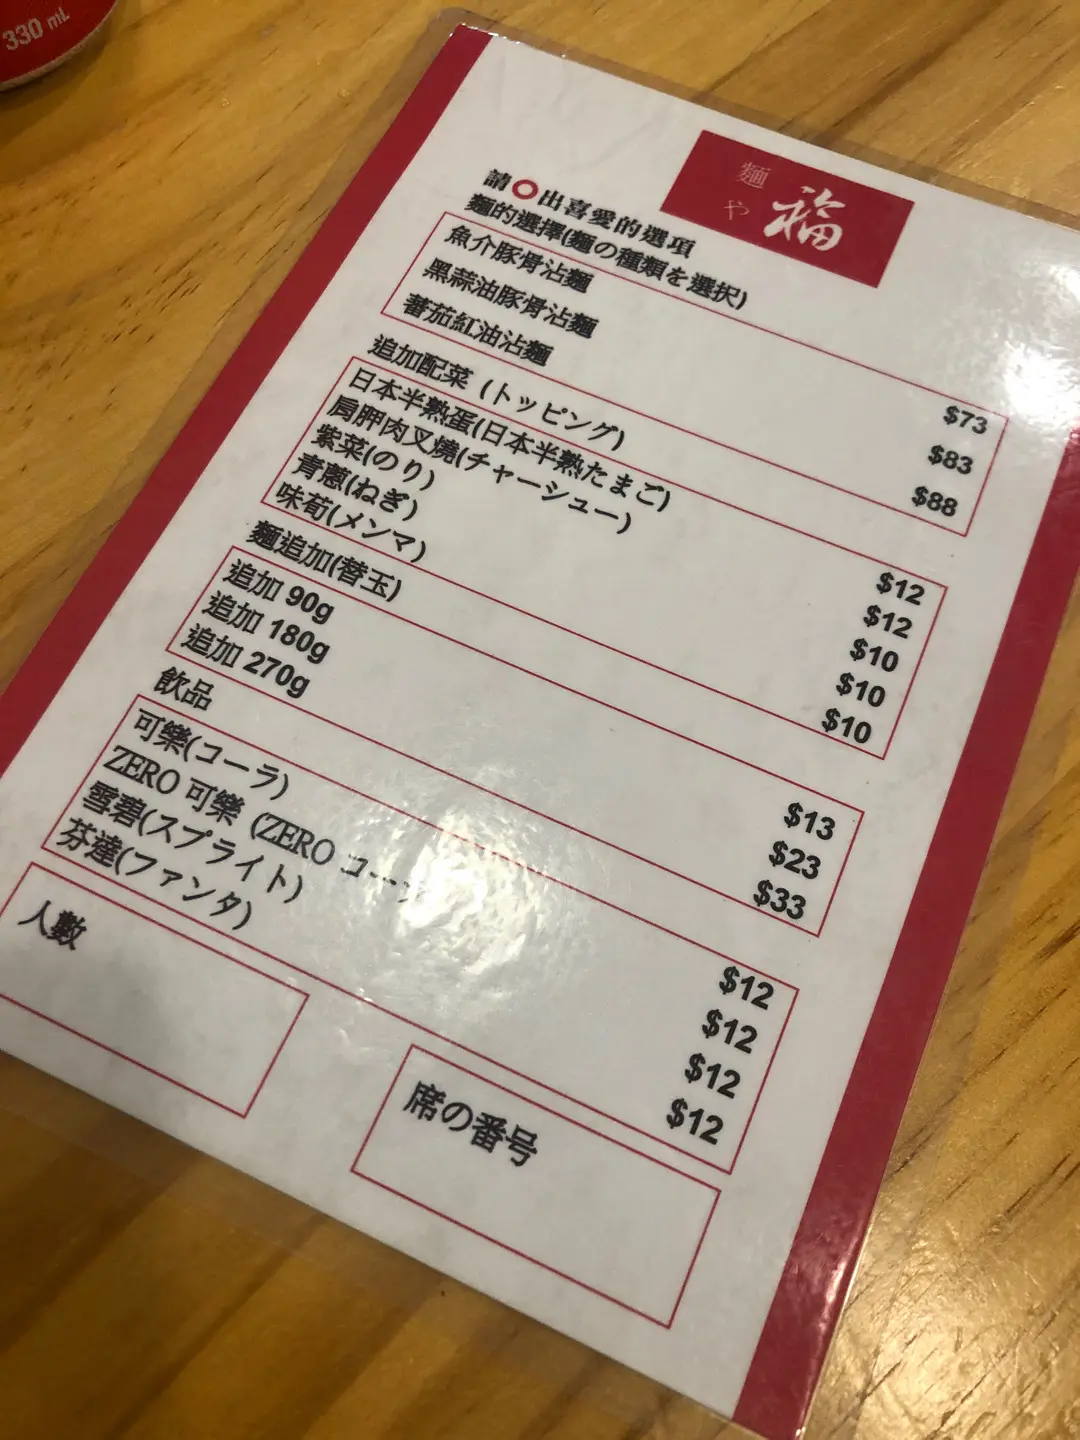 330 mL
麵や 福
請⭕出喜愛的選項
麵的選擇(麵の種類を選択)
魚介豚骨沾麵 $73
黑蒜油豚骨沾麵 $83
蕃茄紅油沾麵 $88
追加配菜 (トッピング)
日本半熟蛋(日本半熟たまご) $12
肩胛肉叉燒(チャーシュー) $12
紫菜(のり) $10
青蔥(ねぎ) $10
味荀(メンマ) $10
麵追加(替玉)
追加 90g $13
追加 180g $23
追加 270g $33
飲品
可樂(コーラ) $12
ZERO 可樂 (ZERO コー $12
雪碧(スプライト) $12
芬達(ファンタ) $12
人數
席の番号